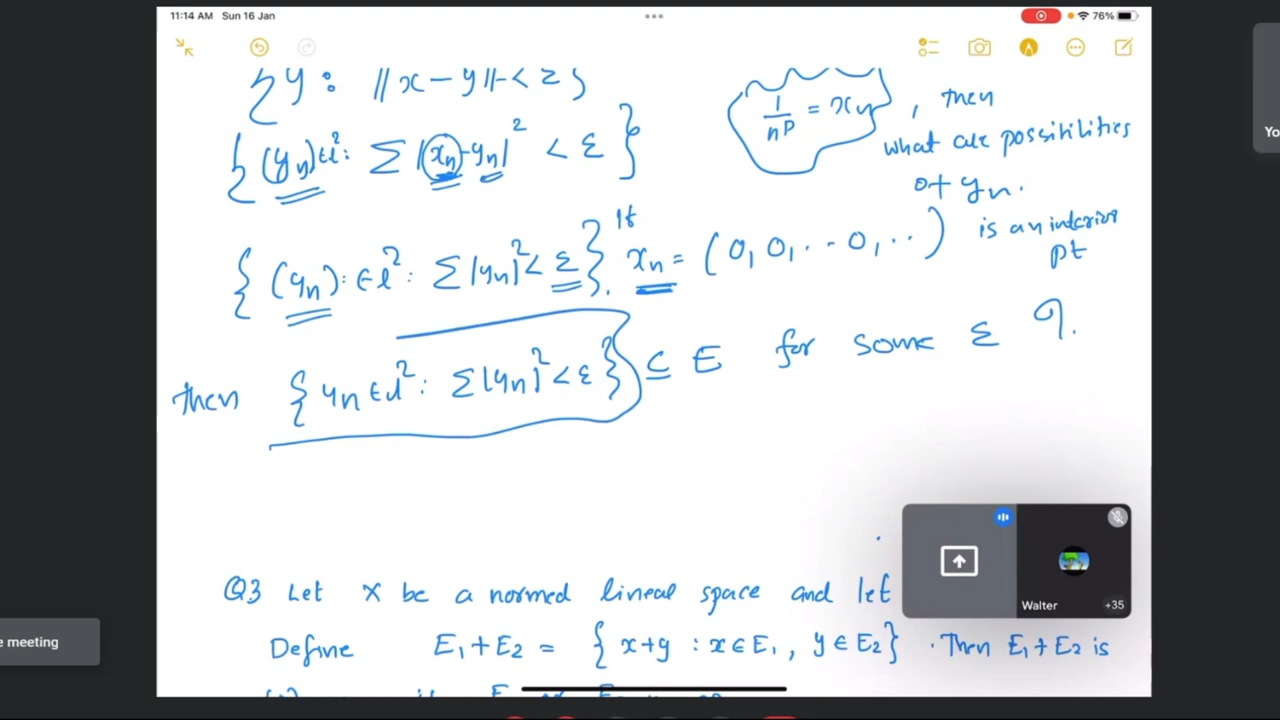 11:14 AM Sun 16 Jan
76%
{ y : ||x - y|| < ε }
1/n^p = x_n , then
what are possibilities
of y_n.
{ (y_n) ∈ l² : Σ |x_n - y_n|² < ε }
{ (y_n) : ∈ l² : Σ |y_n|² < ε }. If x_n = (0, 0, .. 0, ..) is an interior
pt
then { y_n ∈ l² : Σ |y_n|² < ε } ⊆ E for some ε ?.
Yo
Walter +35
Q3 Let X be a normed linear space and let
e meeting
Define E₁+E₂ = { x+y : x ∈ E₁, y ∈ E₂ } . Then E₁+E₂ is